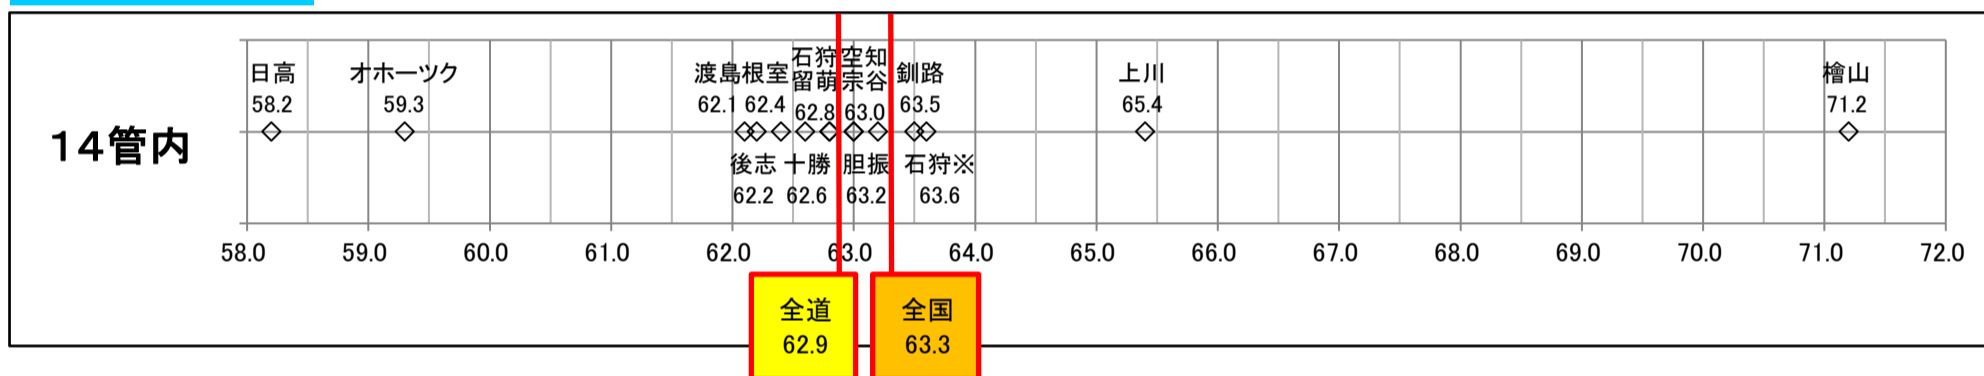 14管内
日高
58.2
オホーツク
59.3
渡島
62.1
根室
62.4
石狩
留萌
62.8
空知
宗谷
63.0
釧路
63.5
上川
65.4
檜山
71.2
後志
62.2
十勝
62.6
胆振
63.2
石狩※
63.6
58.0 59.0 60.0 61.0 62.0 63.0 64.0 65.0 66.0 67.0 68.0 69.0 70.0 71.0 72.0
全道
62.9
全国
63.3